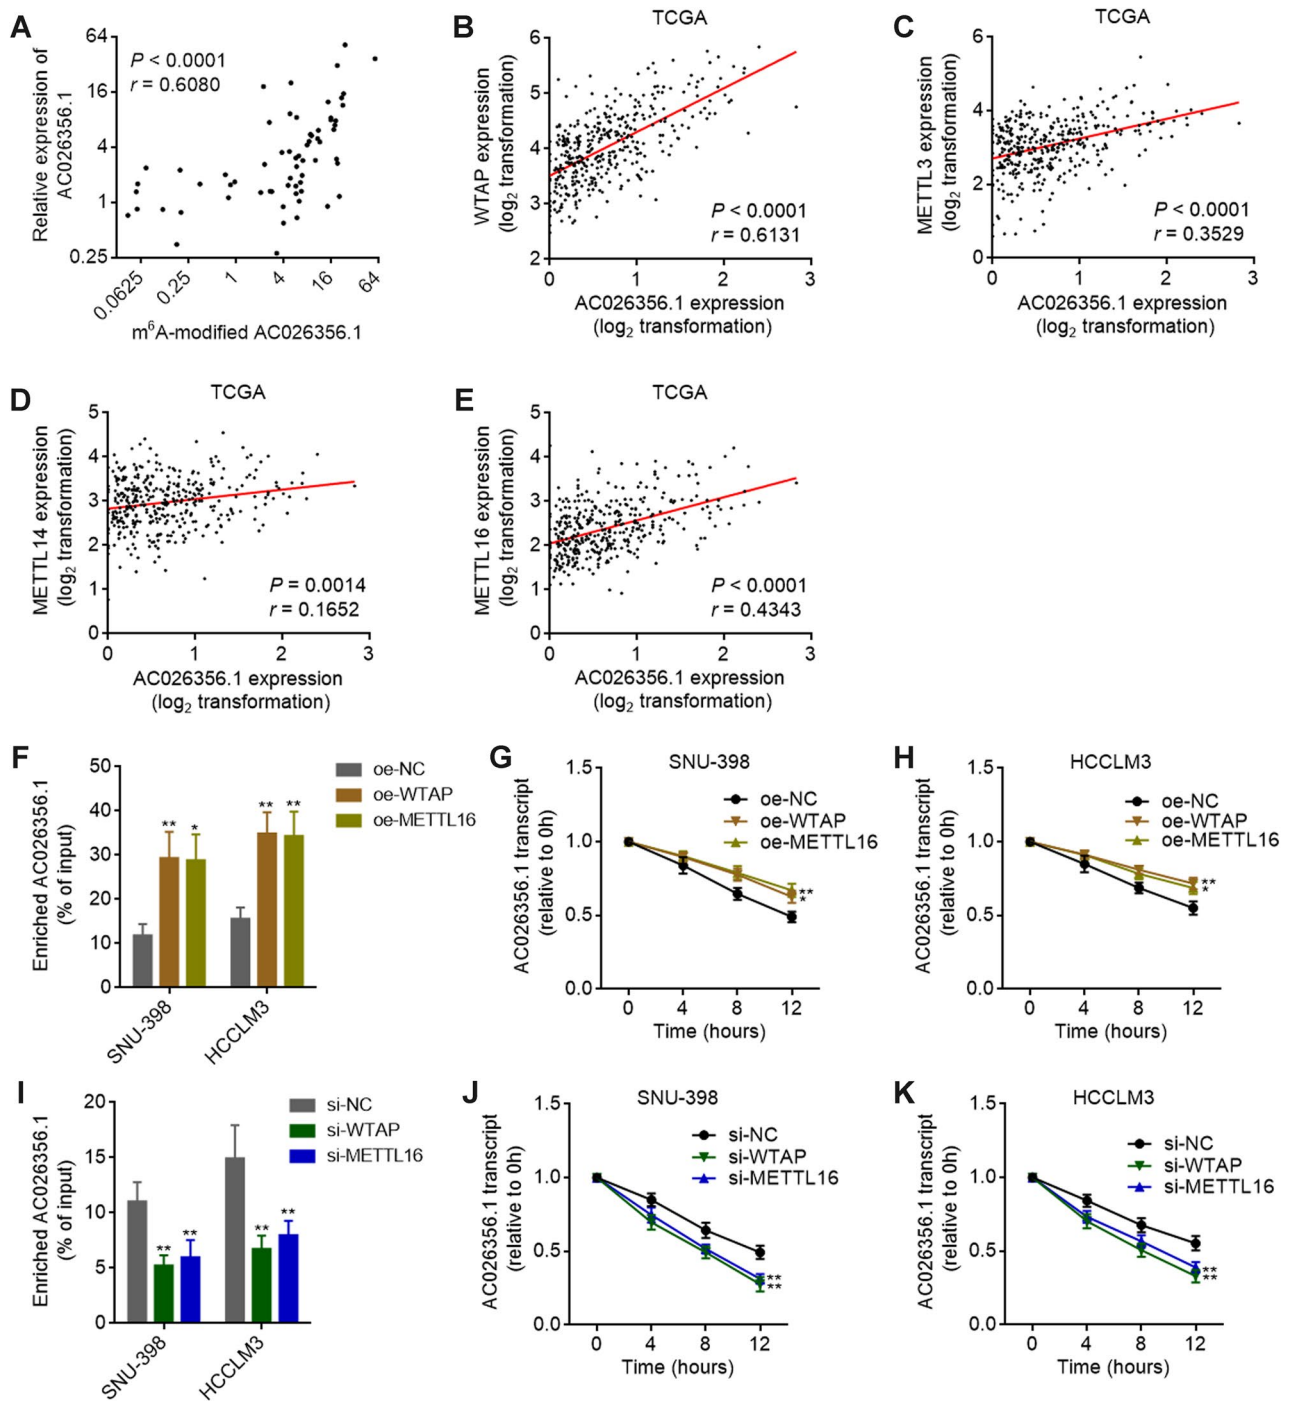 A
Relative expression of
AC026356.1
64
16
4
1
0.25
P < 0.0001
r = 0.6080
0.0625
0.25
1
4
16
64
m⁶A-modified AC026356.1
B
TCGA
WTAP expression
(log₂ transformation)
6
5
4
3
2
P < 0.0001
r = 0.6131
0
1
2
3
AC026356.1 expression
(log₂ transformation)
C
TCGA
METTL3 expression
(log₂ transformation)
6
4
2
0
P < 0.0001
r = 0.3529
0
1
2
3
AC026356.1 expression
(log₂ transformation)
D
TCGA
METTL14 expression
(log₂ transformation)
5
4
3
2
1
0
P = 0.0014
r = 0.1652
0
1
2
3
AC026356.1 expression
(log₂ transformation)
E
TCGA
METTL16 expression
(log₂ transformation)
5
4
3
2
1
0
P < 0.0001
r = 0.4343
0
1
2
3
AC026356.1 expression
(log₂ transformation)
F
Enriched AC026356.1
(% of input)
50
40
30
20
10
0
oe-NC
oe-WTAP
oe-METTL16
** * ** **
SNU-398
HCCLM3
G
SNU-398
AC026356.1 transcript
(relative to 0h)
1.5
1.0
0.5
0.0
oe-NC
oe-WTAP
oe-METTL16
**
*
0
4
8
12
Time (hours)
H
HCCLM3
AC026356.1 transcript
(relative to 0h)
1.5
1.0
0.5
0.0
oe-NC
oe-WTAP
oe-METTL16
**
*
0
4
8
12
Time (hours)
I
Enriched AC026356.1
(% of input)
20
15
10
5
0
si-NC
si-WTAP
si-METTL16
** ** ** **
SNU-398
HCCLM3
J
SNU-398
AC026356.1 transcript
(relative to 0h)
1.5
1.0
0.5
0.0
si-NC
si-WTAP
si-METTL16
**
**
0
4
8
12
Time (hours)
K
HCCLM3
AC026356.1 transcript
(relative to 0h)
1.5
1.0
0.5
0.0
si-NC
si-WTAP
si-METTL16
**
**
0
4
8
12
Time (hours)